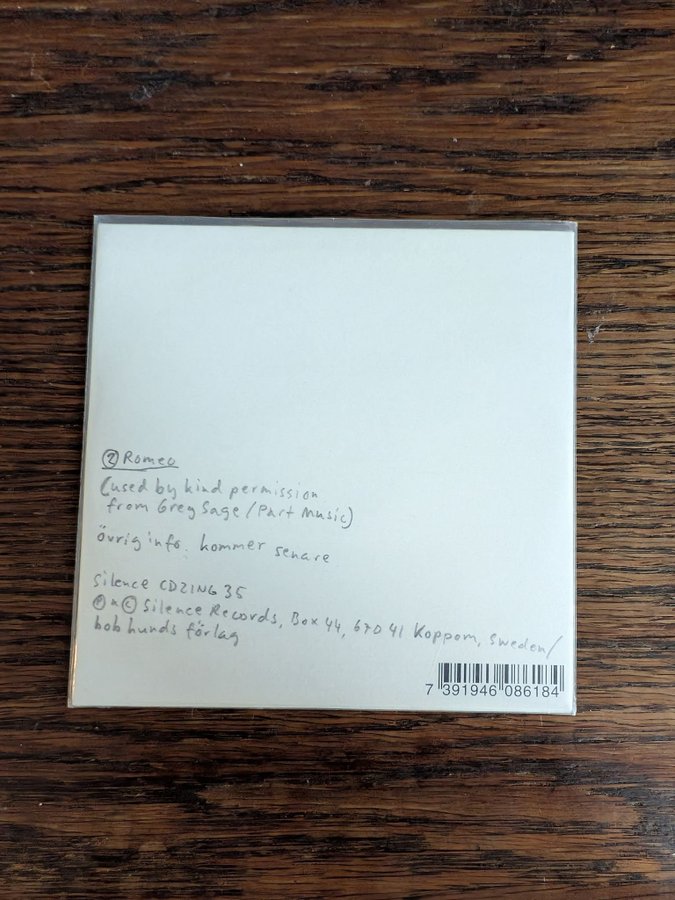 ② Romeo
(used by kind permission
from Greg Sage / Part Music)
övrig info. kommer senare
Silence CDSING 35
℗ & © Silence Records, Box 44, 670 41 Koppom, Sweden/
bob hunds förlag
7 391946 086184